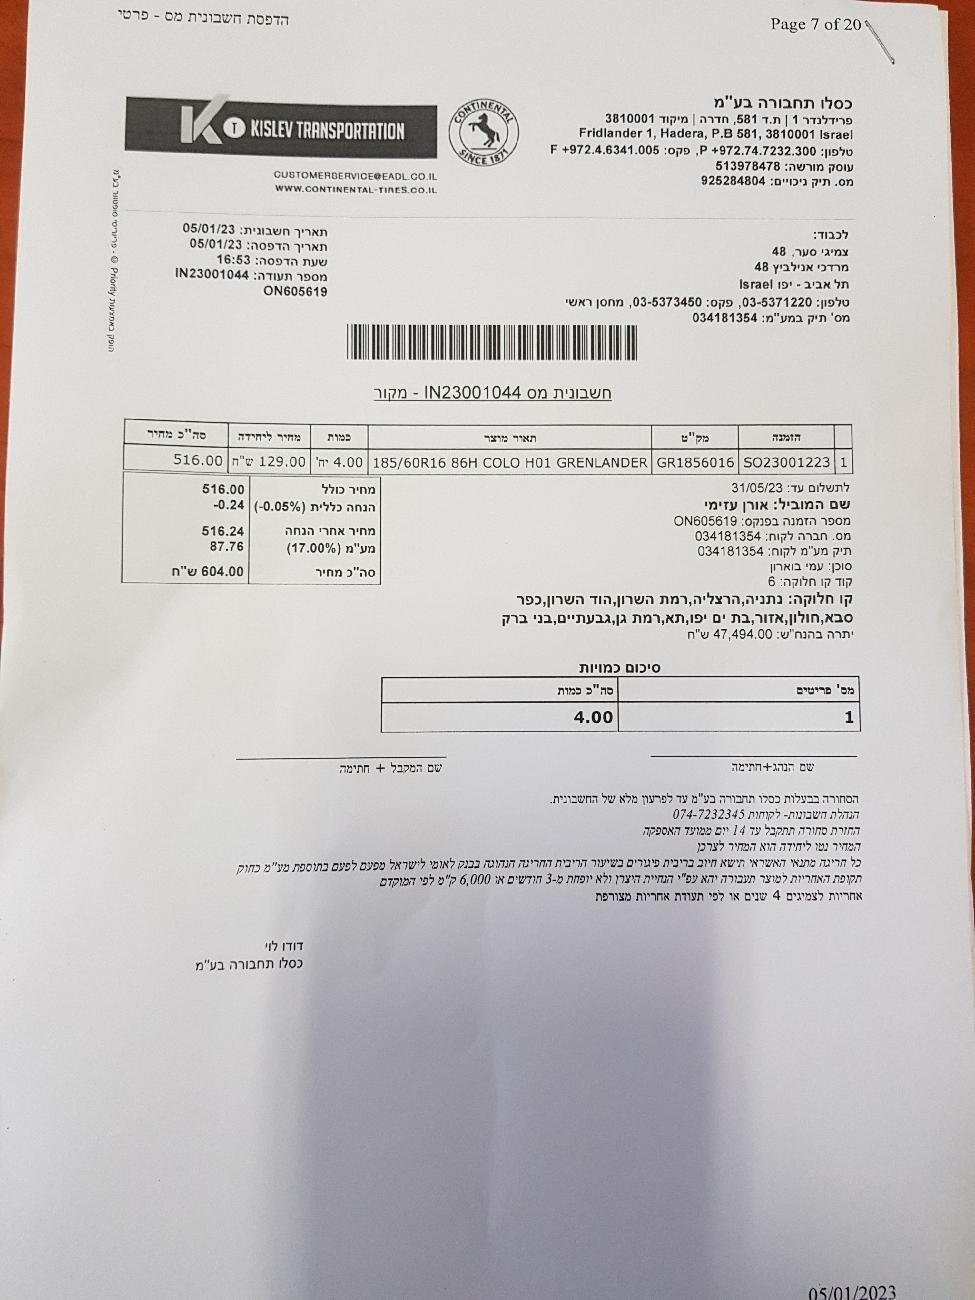 הדפסת חשבונית מס - פרטי
Page 7 of 20
KISLEV TRANSPORTATION
CONTINENTAL
SINCE 1871
CUSTOMERSERVICE@EADL.CO.IL
WWW.CONTINENTAL-TIRES.CO.IL
כסלו תחבורה בע"מ
פרידלנדר 1 | ת.ד 581, חדרה | מיקוד 3810001
Fridlander 1, Hadera, P.B 581, 3810001 Israel
טלפון: P +972.74.7232.300, פקס: F +972.4.6341.005
עוסק מורשה: 513978478
מס. תיק ניכויים: 925284804
תאריך חשבונית: 05/01/23
תאריך הדפסה: 05/01/23
שעת הדפסה: 16:53
מספר תעודה: IN23001044
ON605619
לכבוד:
צמיגי סער, 48
מרדכי אנילביץ 48
תל אביב - יפו Israel
טלפון: 03-5371220, פקס: 03-5373450, מחסן ראשי
מס' תיק במע"מ: 034181354
הופק באמצעות Priority © - פריוריטי סופטוור בע"מ
חשבונית מס IN23001044 - מקור
הזמנה מק"ט תאור מוצר כמות מחיר ליחידה סה"כ מחיר
1 SO23001223 GR1856016 185/60R16 86H COLO H01 GRENLANDER 4.00 יח' 129.00 ש"ח 516.00
מחיר כולל 516.00
הנחה כללית (-0.05%) -0.24
מחיר אחרי הנחה 516.24
מע"מ (17.00%) 87.76
סה"כ מחיר 604.00 ש"ח
לתשלום עד: 31/05/23
שם המוביל: אורן עזימי
מספר הזמנה בפנקס: ON605619
מס. חברה לקוח: 034181354
תיק מע"מ לקוח: 034181354
סוכן: עמי בוארון
קוד קו חלוקה: 6
קו חלוקה: נתניה,הרצליה,רמת השרון,הוד השרון,כפר
סבא,חולון,אזור,בת ים יפו,תא,רמת גן,גבעתיים,בני ברק
יתרה בהנח"ש: 47,494.00 ש"ח
סיכום כמויות
מס' פריטים סה"כ כמות
1 4.00
שם הנהג+חתימה
שם המקבל + חתימה
הסחורה בבעלות כסלו תחבורה בע"מ עד לפרעון מלא של החשבונית.
הנהלת חשבונות- לקוחות 074-7232345
החזרת סחורה תתקבל עד 14 יום ממועד האספקה
המחיר נטו ליחידה הוא המחיר לצרכן
כל חריגה מתנאי האשראי תישא חיוב בריבית פיגורים בשיעור הריבית החריגה הנהוגה בבנק לאומי לישראל מפעם לפעם בתוספת מע"מ כחוק
תקופת האחריות למוצר תעבורה יהא עפ"י הנחיית היצרן ולא יופחת מ-3 חודשים או 6,000 ק"מ לפי המוקדם
אחריות לצמיגים 4 שנים או לפי תעודת אחריות מצורפת
דודו לוי
כסלו תחבורה בע"מ
05/01/2023